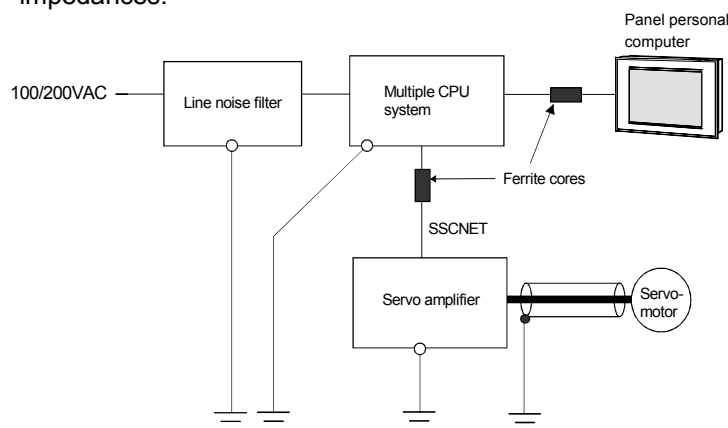 impedances.
Panel personal
computer
100/200VAC
Line noise filter
Multiple CPU
system
Ferrite cores
SSCNET
Servo amplifier
Servo-
motor